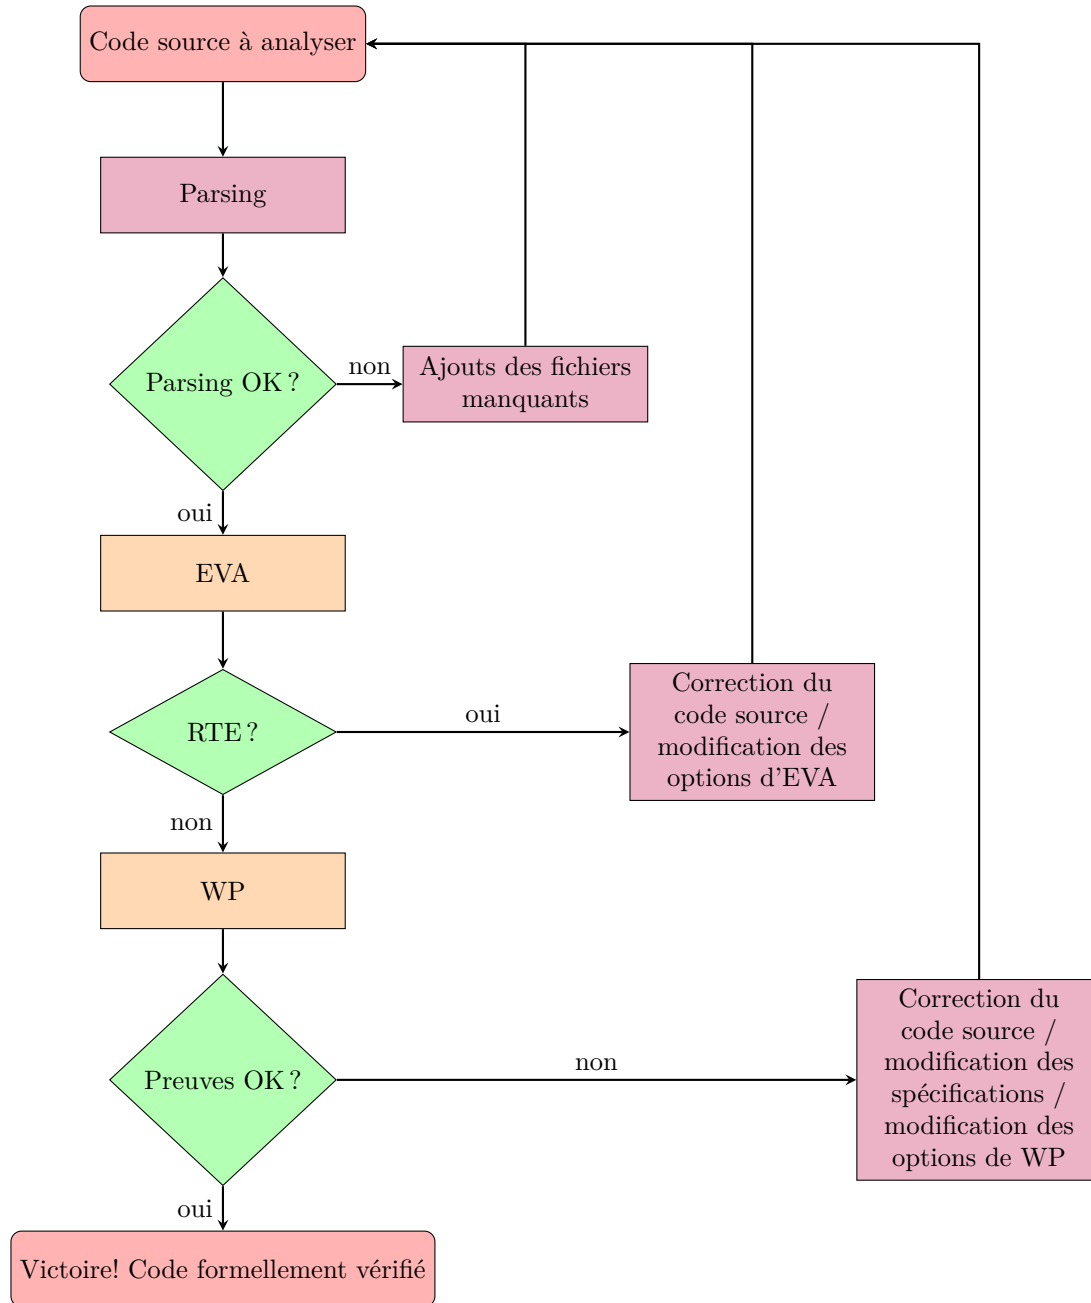 Code source à analyser
Parsing
Parsing OK ?
non
Ajouts des fichiers
manquants
oui
EVA
RTE ?
oui
Correction du
code source /
modification des
options d'EVA
non
WP
Preuves OK ?
non
Correction du
code source /
modification des
spécifications /
modification des
options de WP
oui
Victoire! Code formellement vérifié